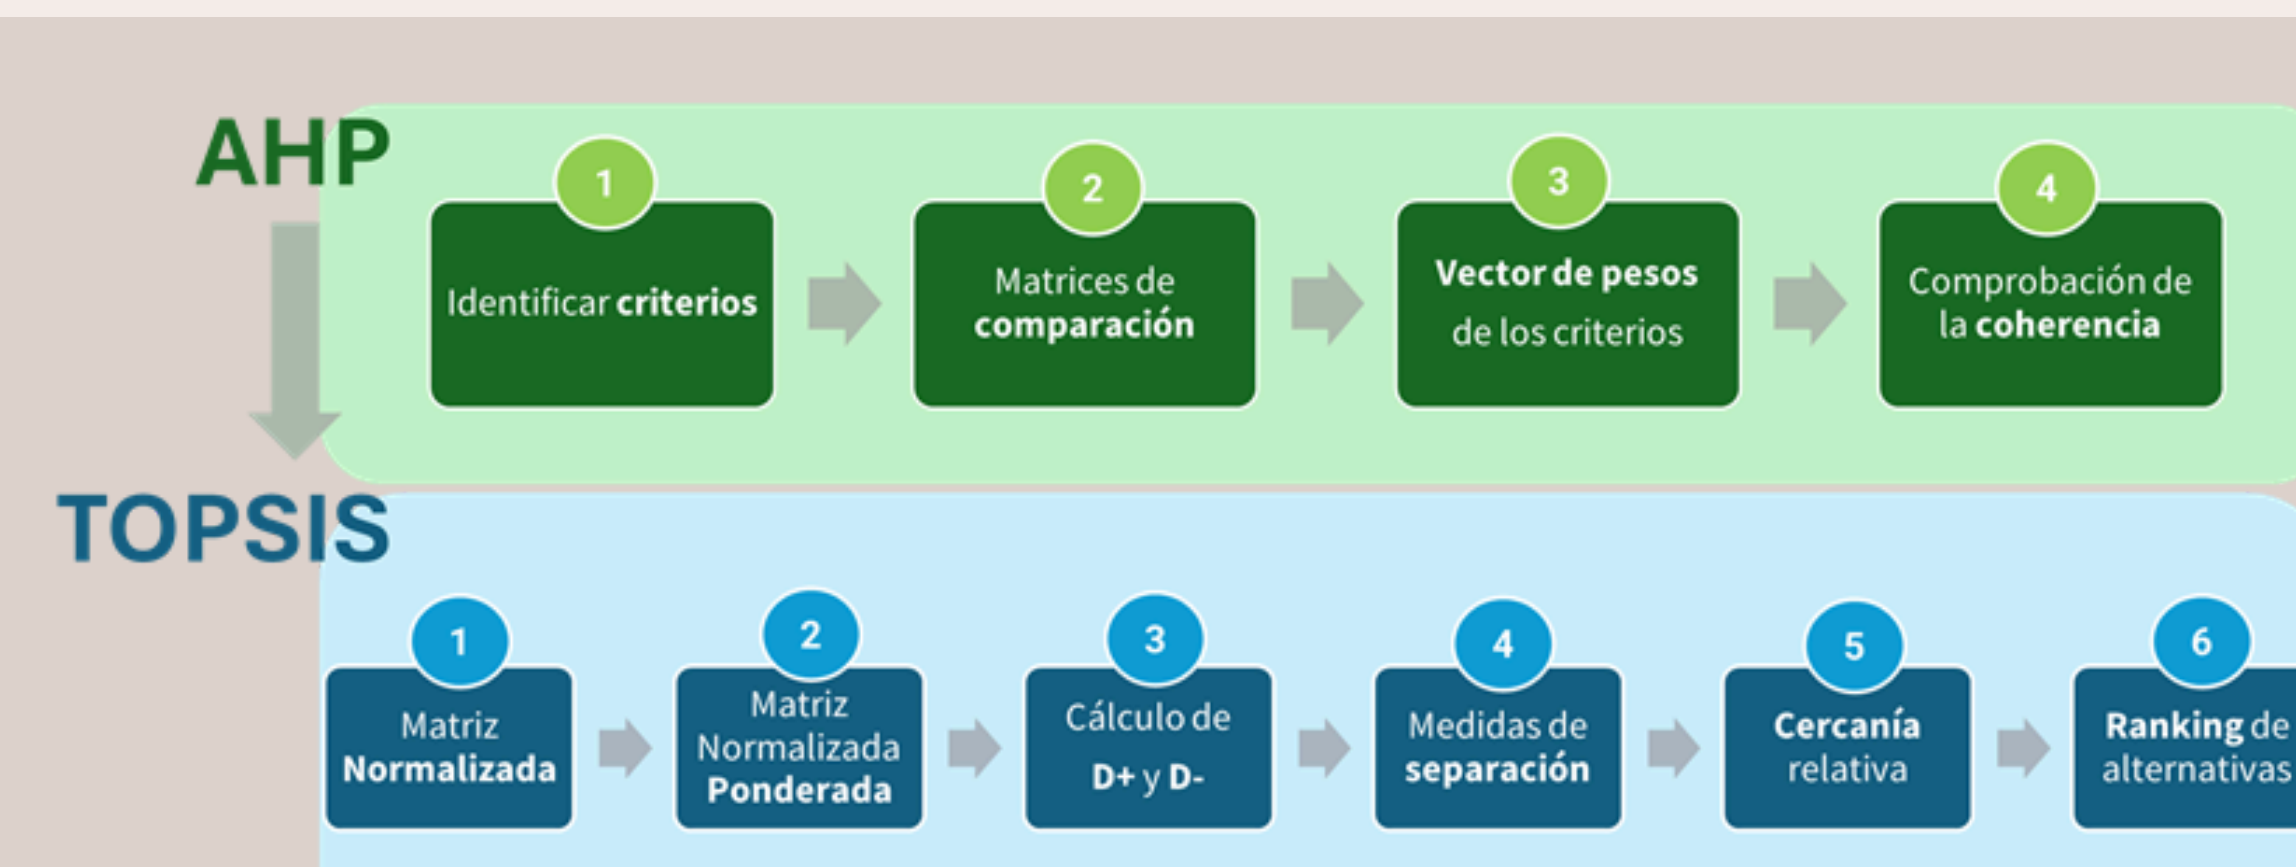 AHP
1
Identificar criterios
2
Matrices de
comparación
3
Vector de pesos
de los criterios
4
Comprobación de
la coherencia
TOPSIS
1
Matriz
Normalizada
2
Matriz
Normalizada
Ponderada
3
Cálculo de
D+ y D-
4
Medidas de
separación
5
Cercanía
relativa
6
Ranking de
alternativas